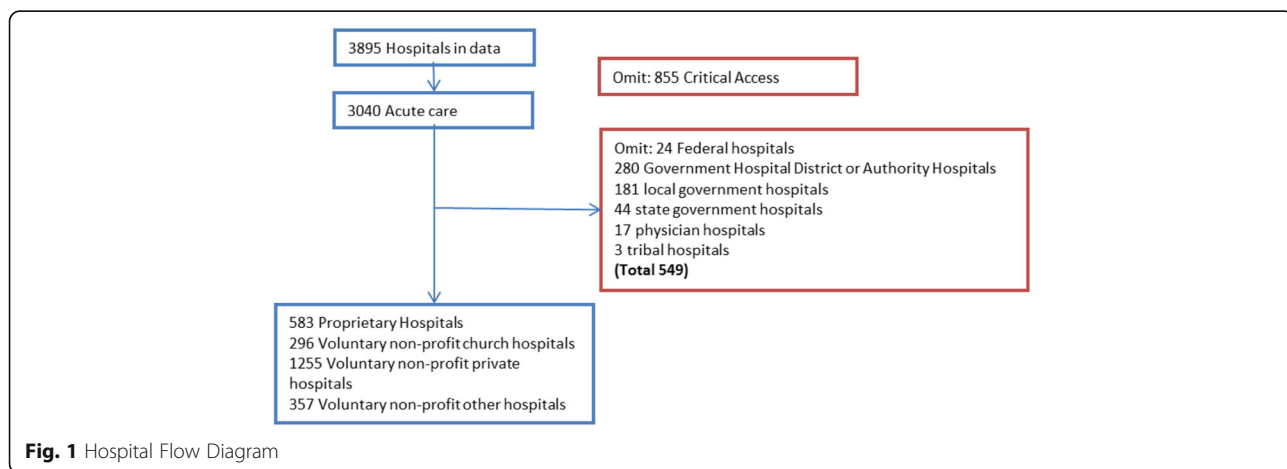 3895 Hospitals in data
Omit: 855 Critical Access
3040 Acute care
Omit: 24 Federal hospitals
280 Government Hospital District or Authority Hospitals
181 local government hospitals
44 state government hospitals
17 physician hospitals
3 tribal hospitals
(Total 549)
583 Proprietary Hospitals
296 Voluntary non-profit church hospitals
1255 Voluntary non-profit private
hospitals
357 Voluntary non-profit other hospitals
Fig. 1 Hospital Flow Diagram